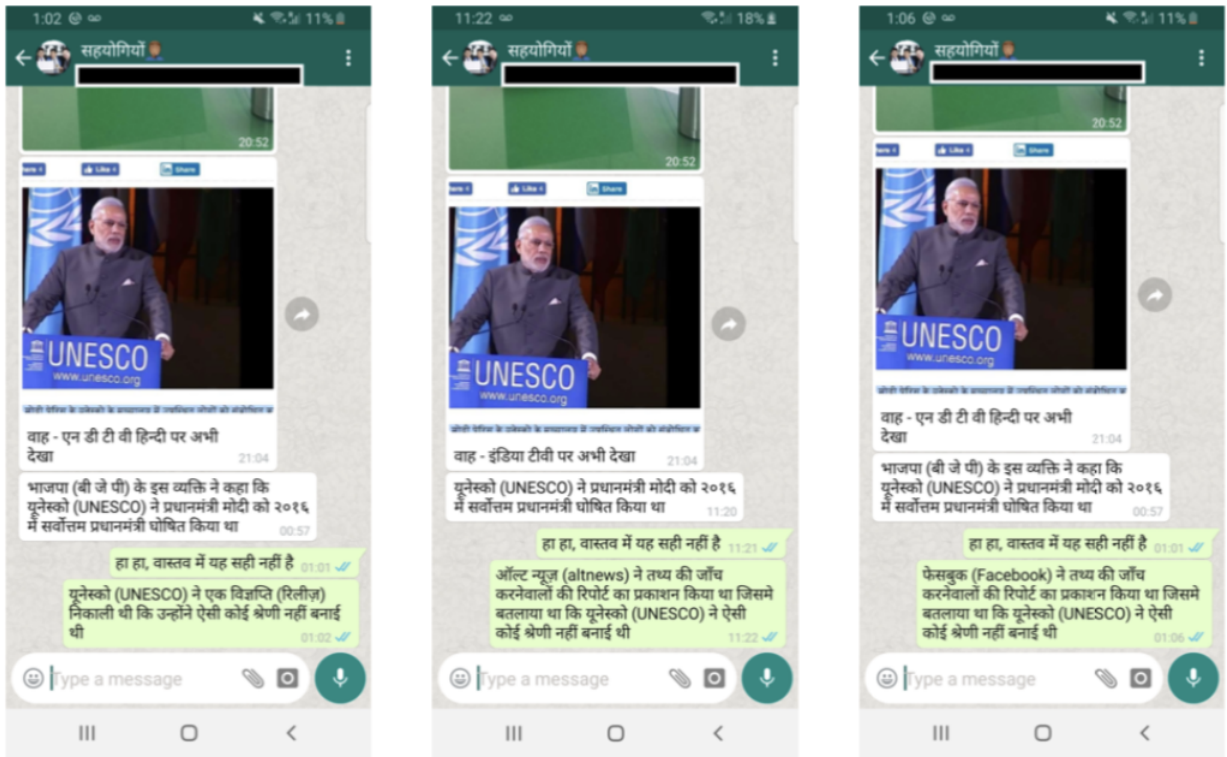 1:02
11%
सहयोगियों
20:52
Like
Share
UNESCO
www.unesco.org
वाह - एन डी टी वी हिन्दी पर अभी
देखा
21:04
भाजपा (बी जे पी) के इस व्यक्ति ने कहा कि
यूनेस्को (UNESCO) ने प्रधानमंत्री मोदी को २०१६
में सर्वोत्तम प्रधानमंत्री घोषित किया था
00:57
हा हा, वास्तव में यह सही नहीं है
01:01
यूनेस्को (UNESCO) ने एक विज्ञप्ति (रिलीज़)
निकाली थी कि उन्होंने ऐसी कोई श्रेणी नहीं बनाई
थी
01:02
Type a message
11:22
18%
सहयोगियों
20:52
Like
Share
UNESCO
www.unesco.org
वाह - इंडिया टीवी पर अभी देखा
21:04
यूनेस्को (UNESCO) ने प्रधानमंत्री मोदी को २०१६
में सर्वोत्तम प्रधानमंत्री घोषित किया था
11:20
हा हा, वास्तव में यह सही नहीं है
11:21
ऑल्ट न्यूज़ (altnews) ने तथ्य की जाँच
करनेवालों की रिपोर्ट का प्रकाशन किया था जिसमे
बतलाया था कि यूनेस्को (UNESCO) ने ऐसी
कोई श्रेणी नहीं बनाई थी
11:22
Type a message
1:06
11%
सहयोगियों
20:52
Like
Share
UNESCO
www.unesco.org
वाह - एन डी टी वी हिन्दी पर अभी
देखा
21:04
भाजपा (बी जे पी) के इस व्यक्ति ने कहा कि
यूनेस्को (UNESCO) ने प्रधानमंत्री मोदी को २०१६
में सर्वोत्तम प्रधानमंत्री घोषित किया था
00:57
हा हा, वास्तव में यह सही नहीं है
01:01
फेसबुक (Facebook) ने तथ्य की जाँच
करनेवालों की रिपोर्ट का प्रकाशन किया था जिसमे
बतलाया था कि यूनेस्को (UNESCO) ने ऐसी
कोई श्रेणी नहीं बनाई थी
01:06
Type a message